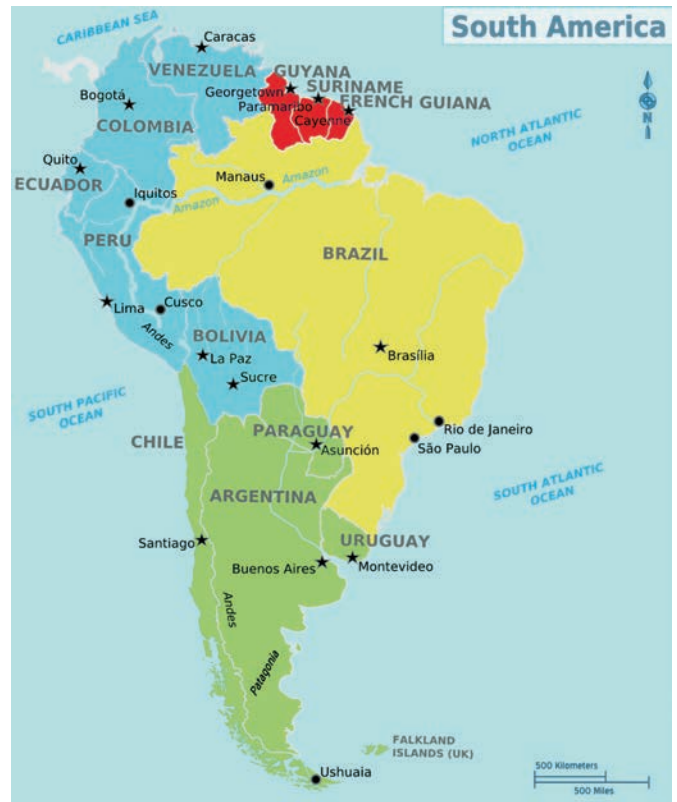 South America
CARIBBEAN SEA
Caracas
VENEZUELA
GUYANA
Georgetown
SURINAME
Paramaribo
FRENCH GUIANA
Cayenne
Bogotá
COLOMBIA
NORTH ATLANTIC
OCEAN
N
Quito
ECUADOR
Manaus
Amazon
Iquitos
Amazon
PERU
BRAZIL
Lima
Cusco
Andes
BOLIVIA
La Paz
Brasília
Sucre
SOUTH PACIFIC
OCEAN
CHILE
PARAGUAY
Asunción
Rio de Janeiro
São Paulo
SOUTH ATLANTIC
OCEAN
ARGENTINA
Santiago
URUGUAY
Buenos Aires
Montevideo
Andes
Patagonia
FALKLAND
ISLANDS (UK)
Ushuaia
500 Kilometers
500 Miles